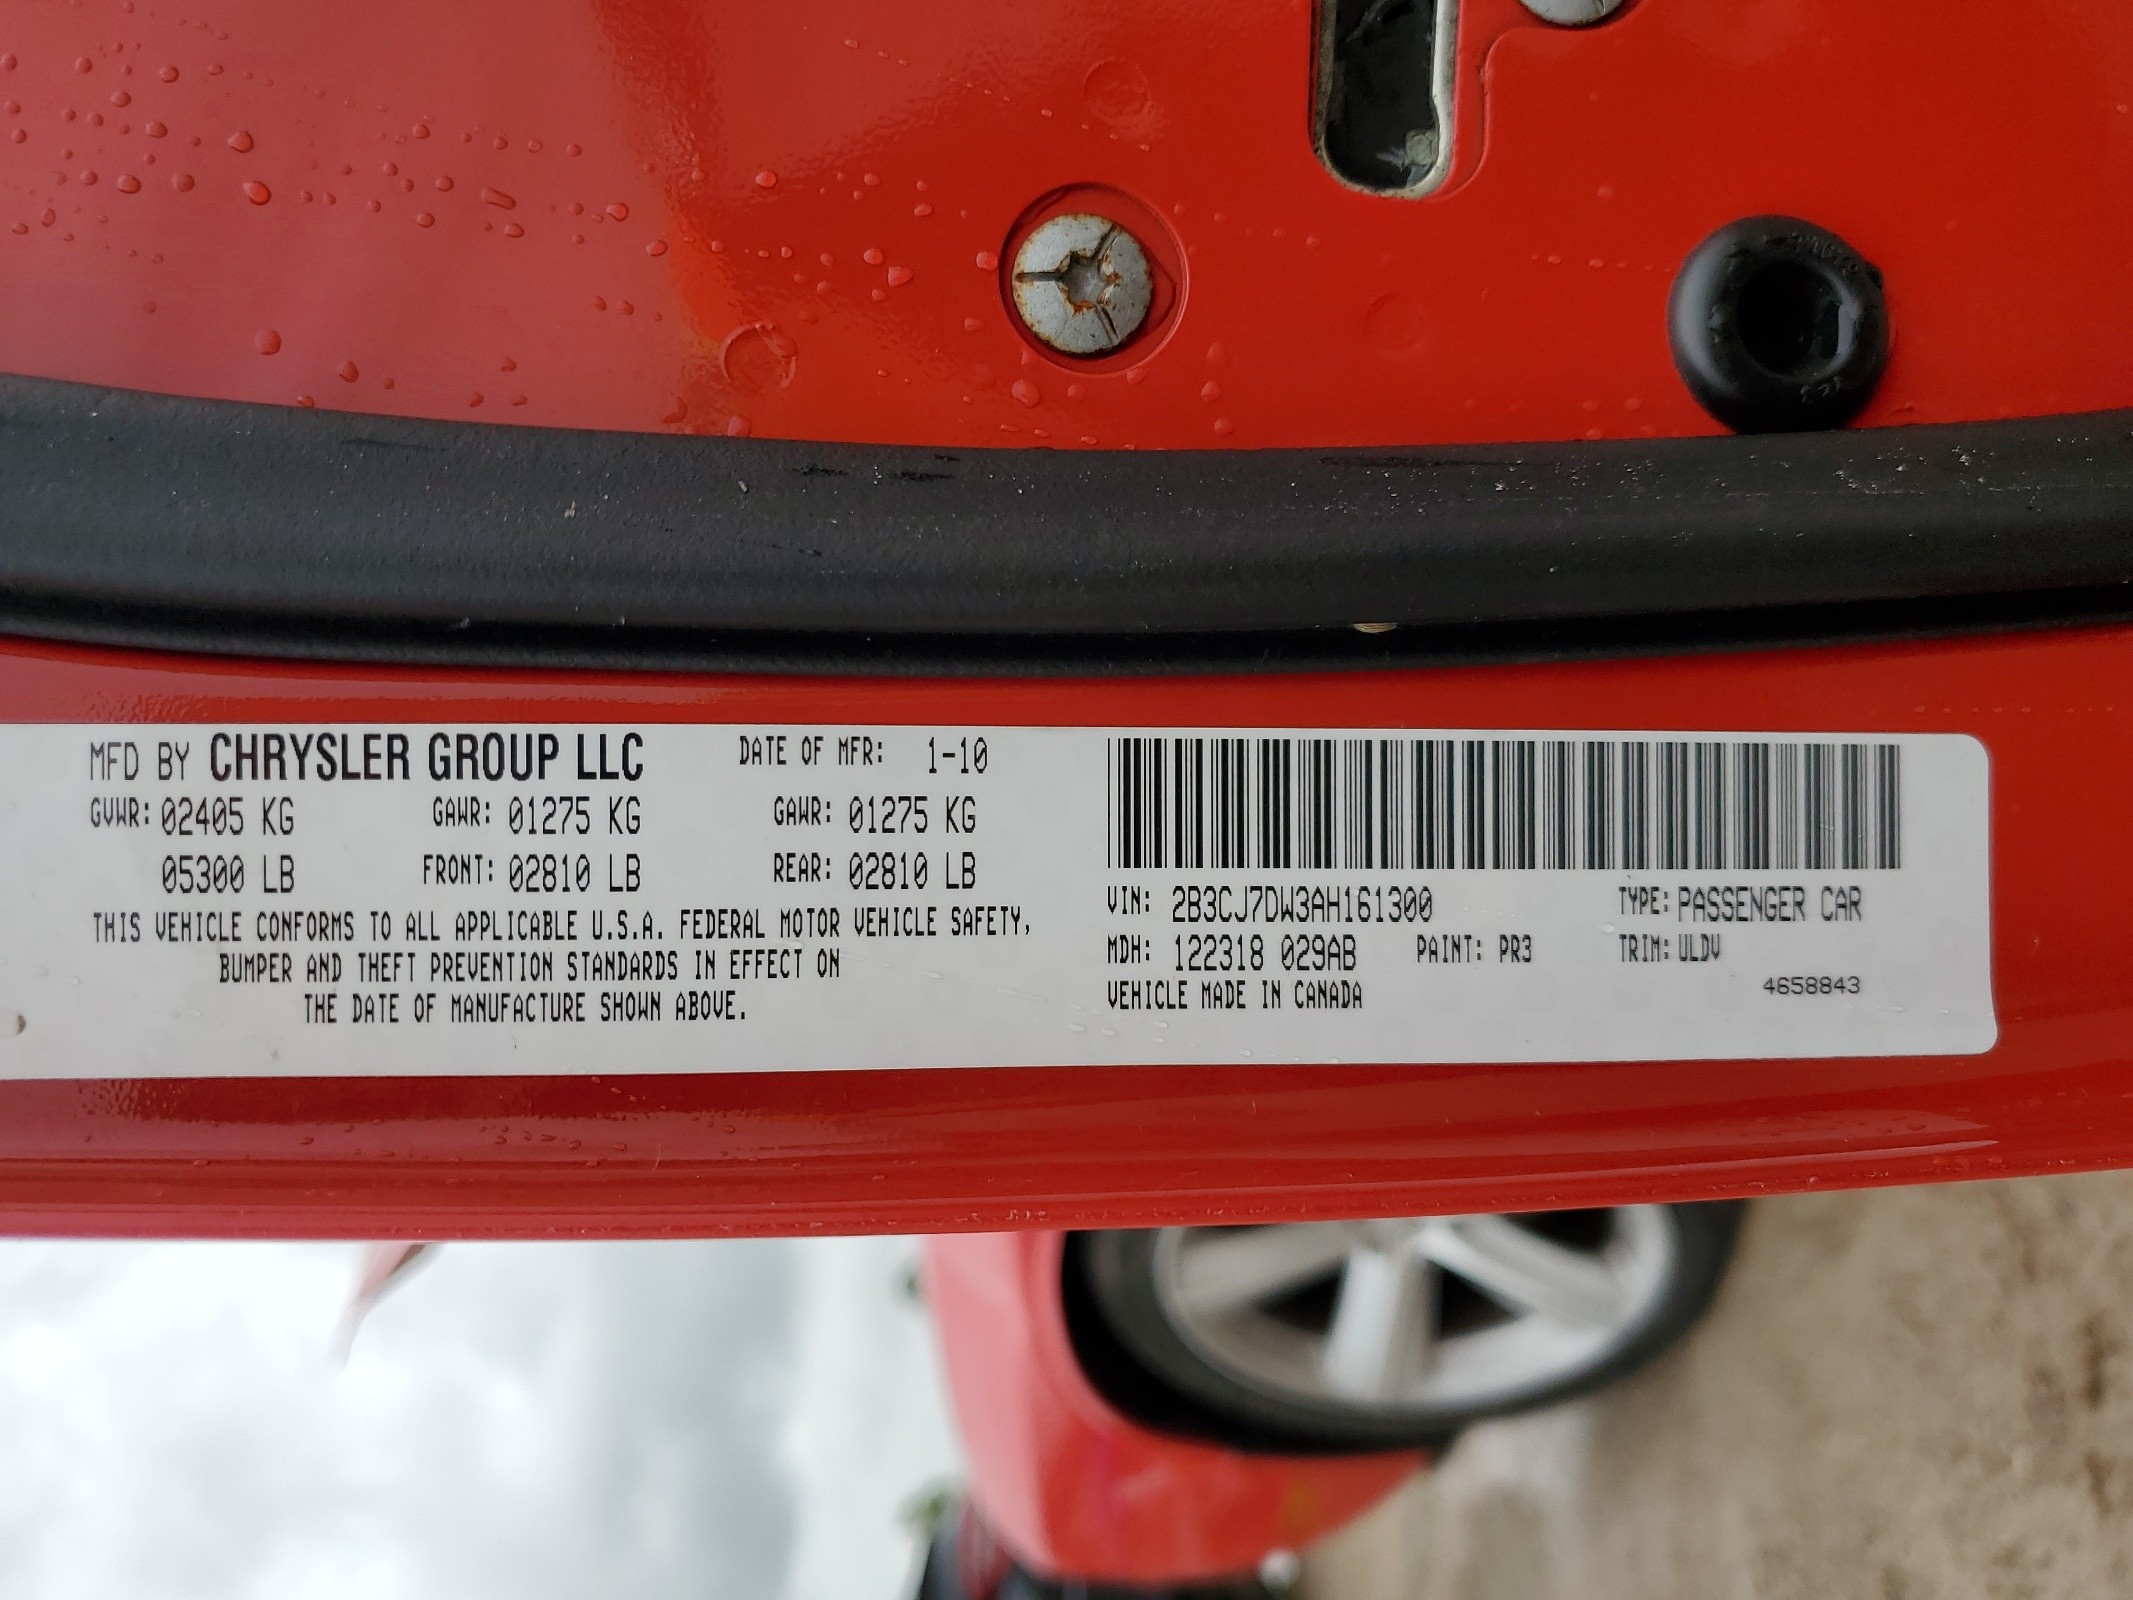 MFD BY CHRYSLER GROUP LLC DATE OF MFR: 1-10
GVWR: 02405 KG GAWR: 01275 KG GAWR: 01275 KG
05300 LB FRONT: 02810 LB REAR: 02810 LB
THIS VEHICLE CONFORMS TO ALL APPLICABLE U.S.A. FEDERAL MOTOR VEHICLE SAFETY,
BUMPER AND THEFT PREVENTION STANDARDS IN EFFECT ON
THE DATE OF MANUFACTURE SHOWN ABOVE.
VIN: 2B3CJ7DW3AH161300 TYPE: PASSENGER CAR
MDH: 122318 029AB PAINT: PR3 TRIM: ULDV
VEHICLE MADE IN CANADA
4658843